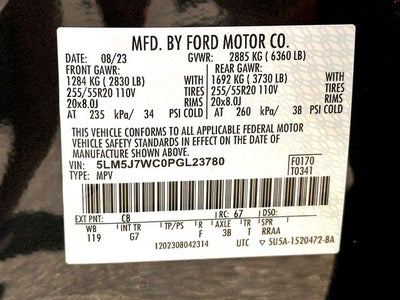 MFD. BY FORD MOTOR CO.
08/23 GVWR: 2885 KG ( 6360 LB)
FRONT GAWR: REAR GAWR:
1284 KG ( 2830 LB) WITH 1692 KG ( 3730 LB) WITH
255/55R20 110V TIRES 255/55R20 110V TIRES
20x8.0J RIMS 20x8.0J RIMS
AT 235 kPa/ 34 PSI COLD AT 260 kPa/ 38 PSI COLD
THIS VEHICLE CONFORMS TO ALL APPLICABLE FEDERAL MOTOR
VEHICLE SAFETY STANDARDS IN EFFECT ON THE DATE OF
MANUFACTURE SHOWN ABOVE.
VIN: 5LM5J7WC0PGL23780 F0170
TYPE: MPV T0341
EXT PNT: C8 RC: 67 DSO:
WB INT TR R T SPR
119 G7 F 3B RRAA
1202308042314 UTC 5U5A-1520472-BA